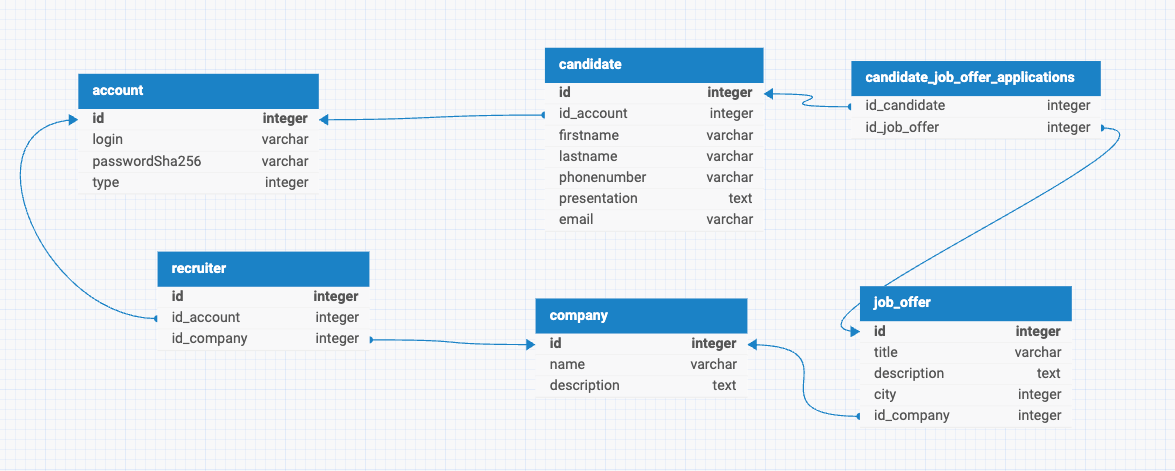 account
id integer
login varchar
passwordSha256 varchar
type integer
candidate
id integer
id_account integer
firstname varchar
lastname varchar
phonenumber varchar
presentation text
email varchar
candidate_job_offer_applications
id_candidate integer
id_job_offer integer
recruiter
id integer
id_account integer
id_company integer
company
id integer
name varchar
description text
job_offer
id integer
title varchar
description text
city integer
id_company integer